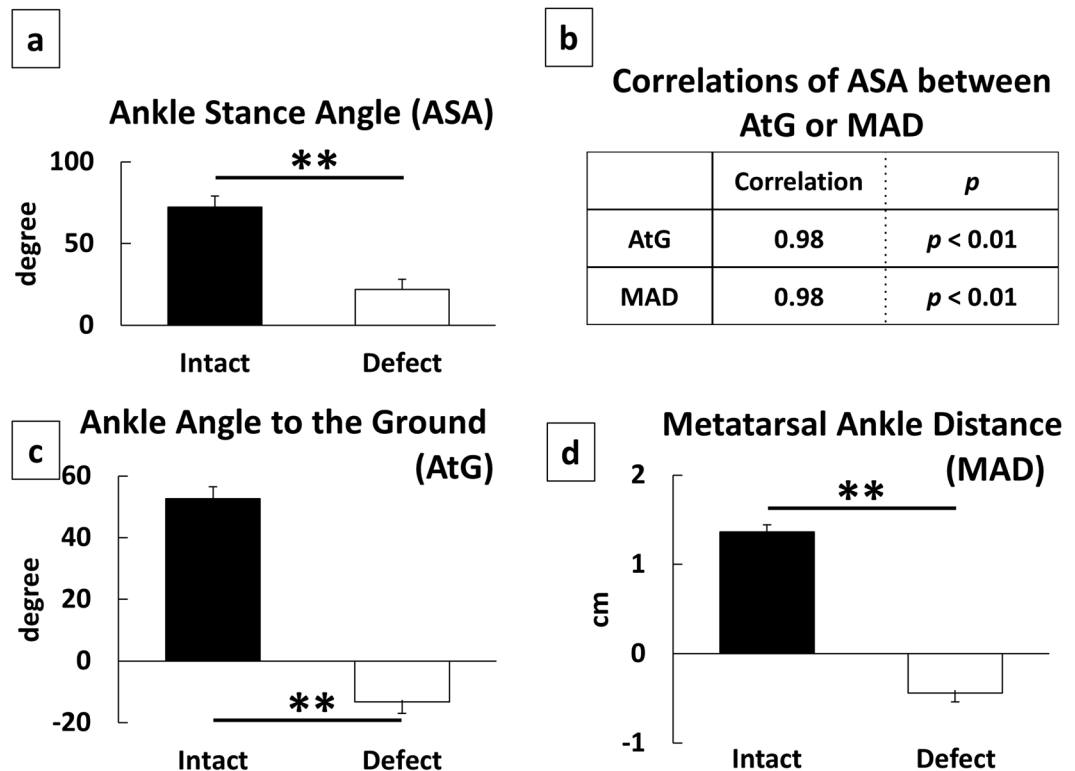 a
Ankle Stance Angle (ASA)
**
100
50
0
degree
Intact Defect
b
Correlations of ASA between
AtG or MAD
Correlation p
AtG 0.98 p < 0.01
MAD 0.98 p < 0.01
c
Ankle Angle to the Ground
(AtG)
60
40
20
0
-20
degree
**
Intact Defect
d
Metatarsal Ankle Distance
(MAD)
**
2
1
0
-1
cm
Intact Defect